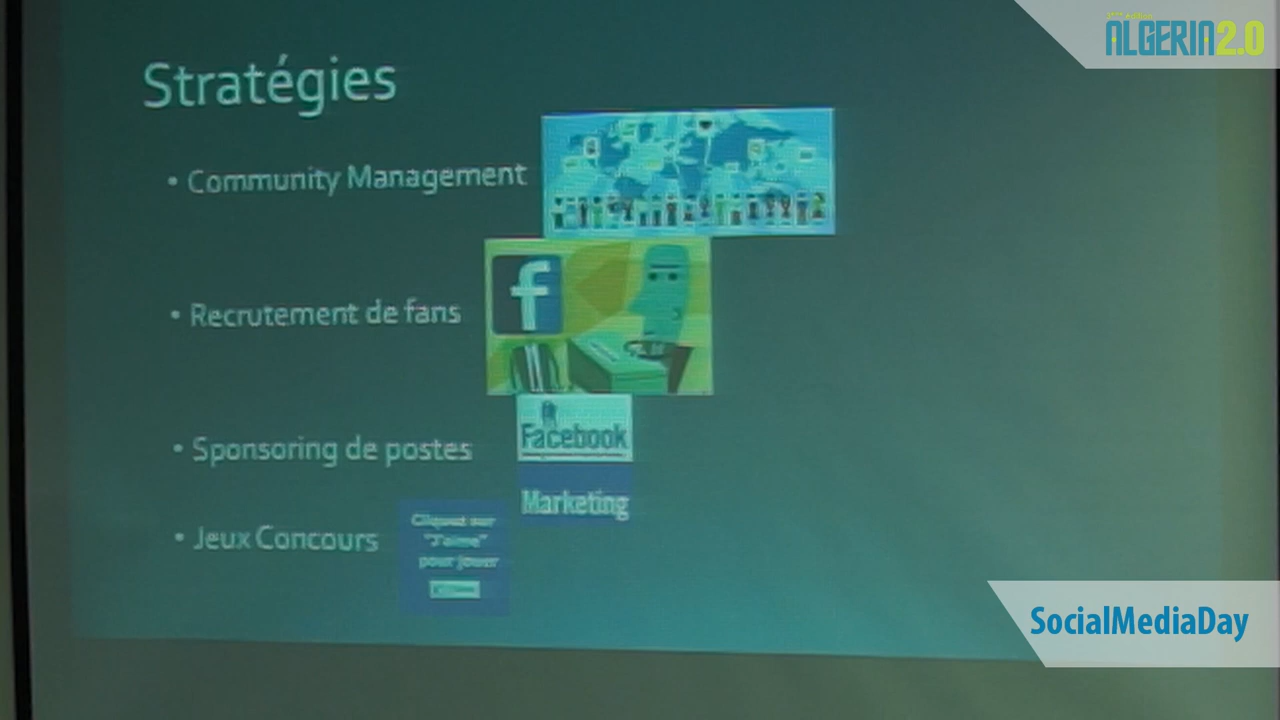 ALGERIA2.0
Stratégies
• Community Management
• Recrutement de fans
f
• Sponsoring de postes
Facebook
Marketing
• Jeux Concours
Cliquez sur
"J'aime"
pour jouer
SocialMediaDay